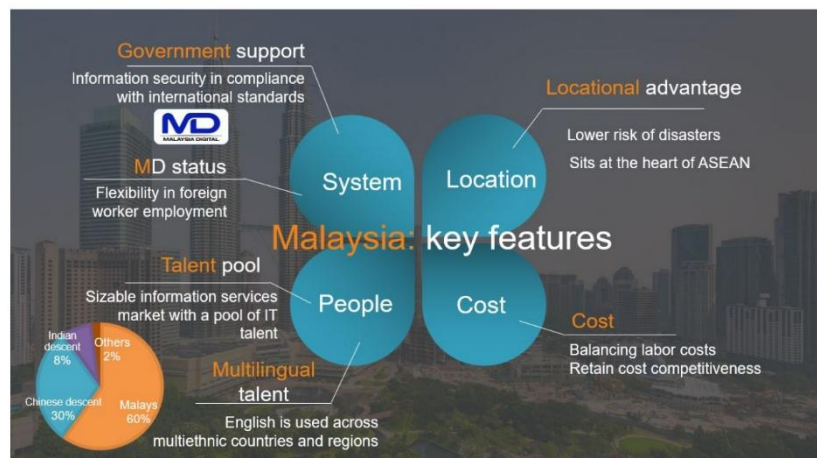 Government support
Information security in compliance
with international standards
MD
MALAYSIA DIGITAL
MD status
Flexibility in foreign
worker employment
System
Location
Locational advantage
Lower risk of disasters
Sits at the heart of ASEAN
Malaysia: key features
Talent pool
Sizable information services
market with a pool of IT
talent
People
Cost
Cost
Balancing labor costs
Retain cost competitiveness
Multilingual
talent
English is used across
multiethnic countries and regions
Indian
descent
8%
Others
2%
Chinese descent
30%
Malays
60%